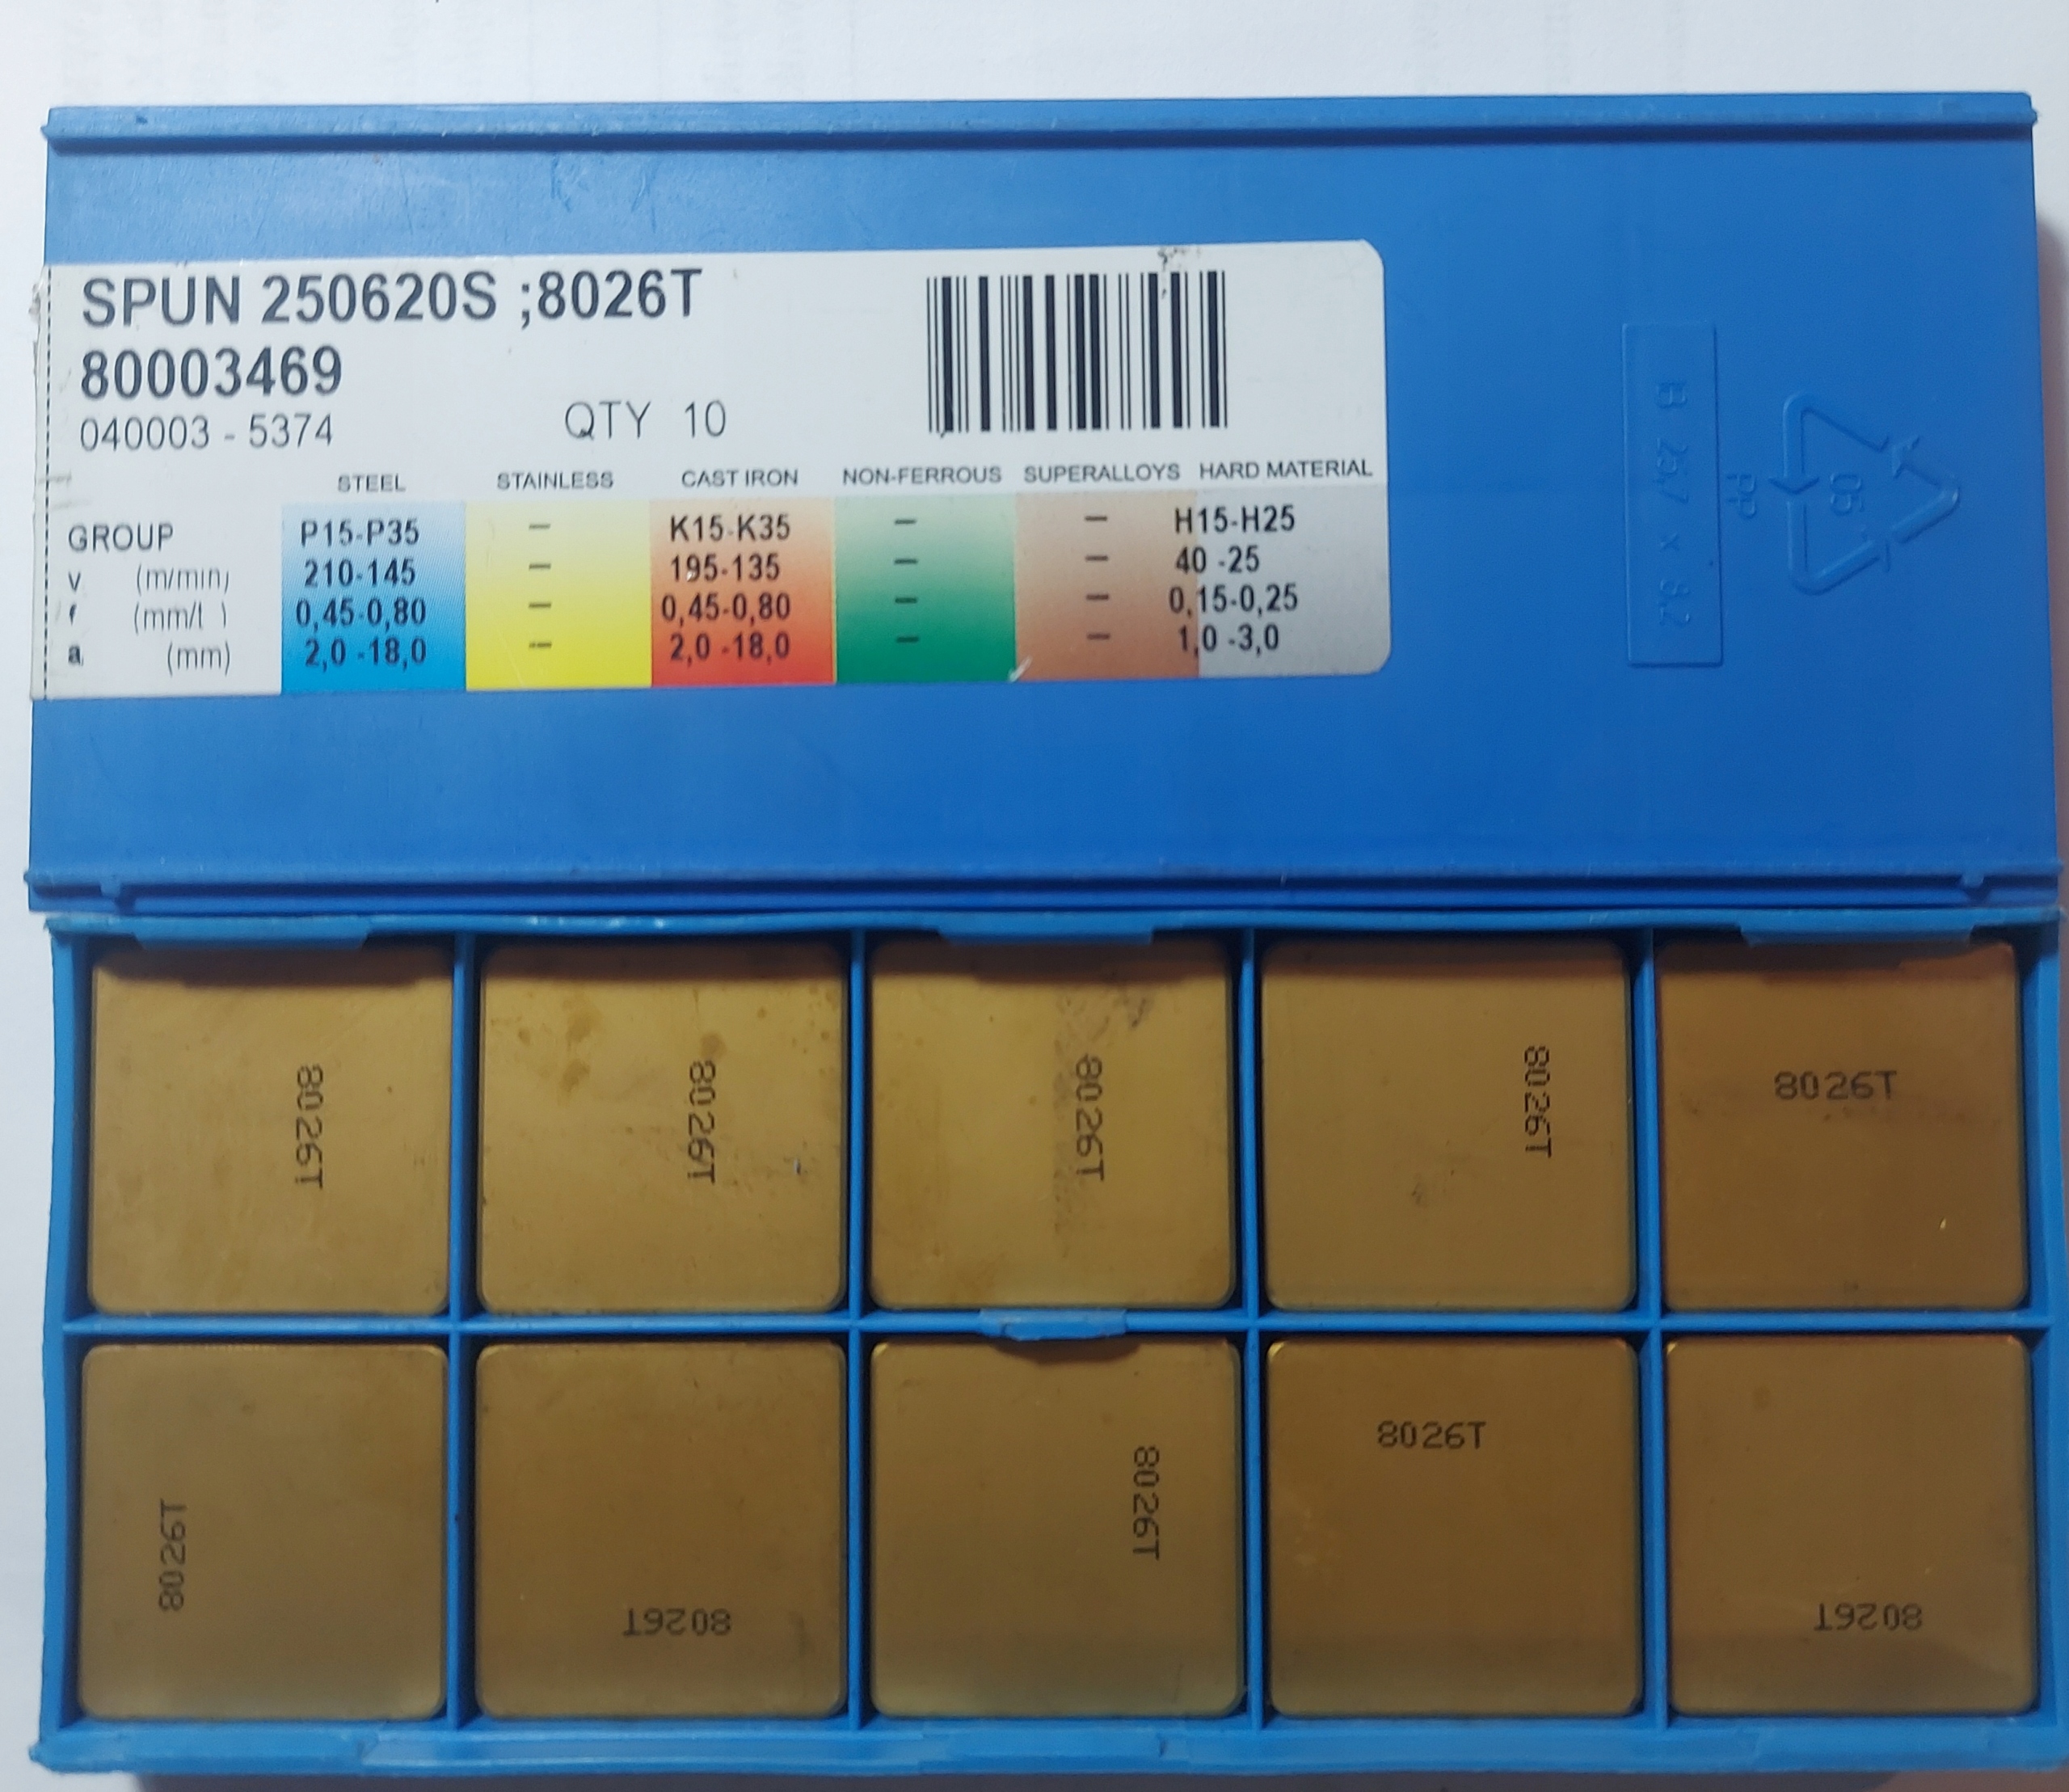 SPUN 250620S ;8026T
80003469
040003 - 5374 QTY 10
STEEL STAINLESS CAST IRON NON-FERROUS SUPERALLOYS HARD MATERIAL
GROUP P15-P35 – K15-K35 – – H15-H25
v (m/min) 210-145 – 195-135 – – 40 -25
f (mm/t ) 0,45-0,80 – 0,45-0,80 – – 0,15-0,25
a (mm) 2,0 -18,0 – 2,0 -18,0 – – 1,0 -3,0
PP
05
8026T
8026T
8026T
8026T
8026T
8026T
8026T
8026T
8026T
8026T